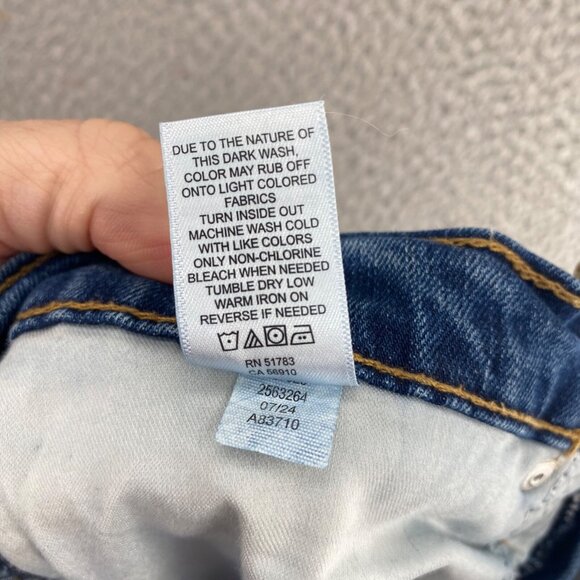 DUE TO THE NATURE OF
THIS DARK WASH,
COLOR MAY RUB OFF
ONTO LIGHT COLORED
FABRICS
TURN INSIDE OUT
MACHINE WASH COLD
WITH LIKE COLORS
ONLY NON-CHLORINE
BLEACH WHEN NEEDED
TUMBLE DRY LOW
WARM IRON ON
REVERSE IF NEEDED
RN 51783
CA 56910
2563264
07/24
A83710